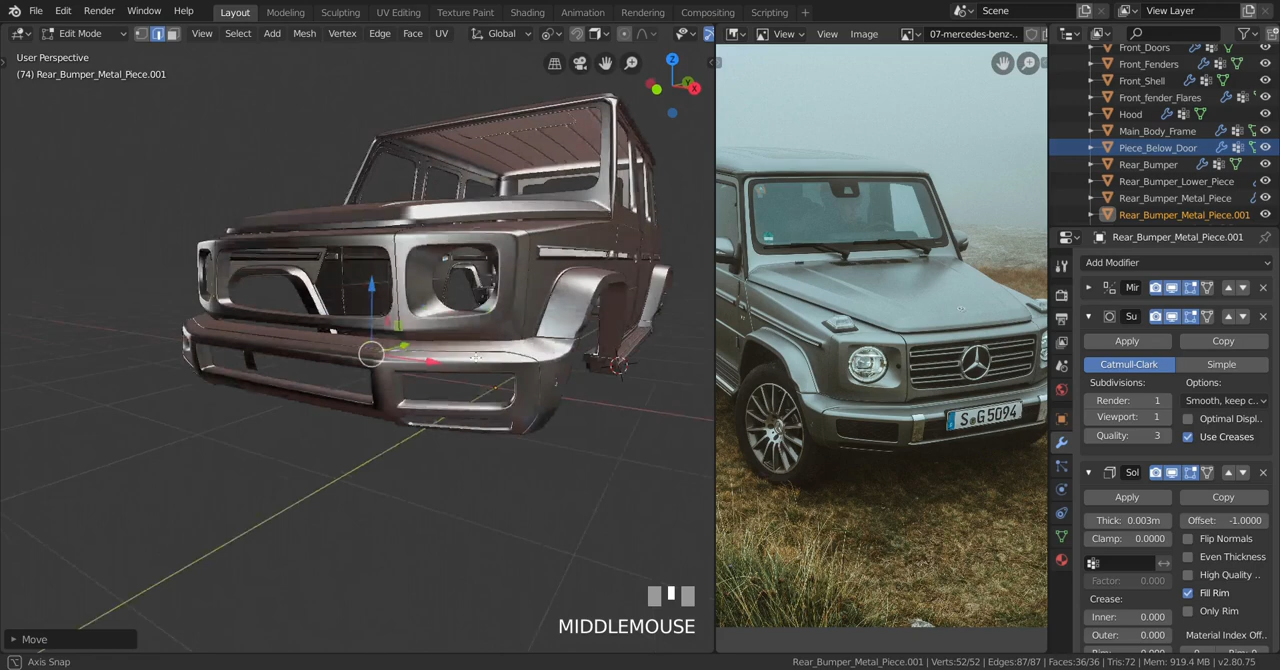 File Edit Render Window Help Layout Modeling Sculpting UV Editing Texture Paint Shading Animation Rendering Compositing Scripting + Scene View Layer
Edit Mode View Select Add Mesh Vertex Edge Face UV Global View View Image 07-mercedes-benz-..
User Perspective
(74) Rear_Bumper_Metal_Piece.001
Z
Y
X
S G 5094
Front_Doors
Front_Fenders
Front_Shell
Front_fender_Flares
Hood
Main_Body_Frame
Piece_Below_Door
Rear_Bumper
Rear_Bumper_Lower_Piece
Rear_Bumper_Metal_Piece
Rear_Bumper_Metal_Piece.001
Rear_Bumper_Metal_Piece.001
Add Modifier
Mir
Su
Apply Copy
Catmull-Clark Simple
Subdivisions: Options:
Render: 1 Smooth, keep c..
Viewport: 1 Optimal Displ..
Quality: 3 Use Creases
Sol
Apply Copy
Thick: 0.003m Offset: -1.0000
Clamp: 0.0000 Flip Normals
Even Thickness
High Quality ..
Factor: 0.000 Fill Rim
Crease: Only Rim
Inner: 0.000
Outer: 0.000 Material Index Off
MIDDLEMOUSE
Move
Axis Snap Rear_Bumper_Metal_Piece.001 | Verts:52/52 | Edges:87/87 | Faces:36/36 | Tris:72 | Mem: 919.4 MB | v2.80.75